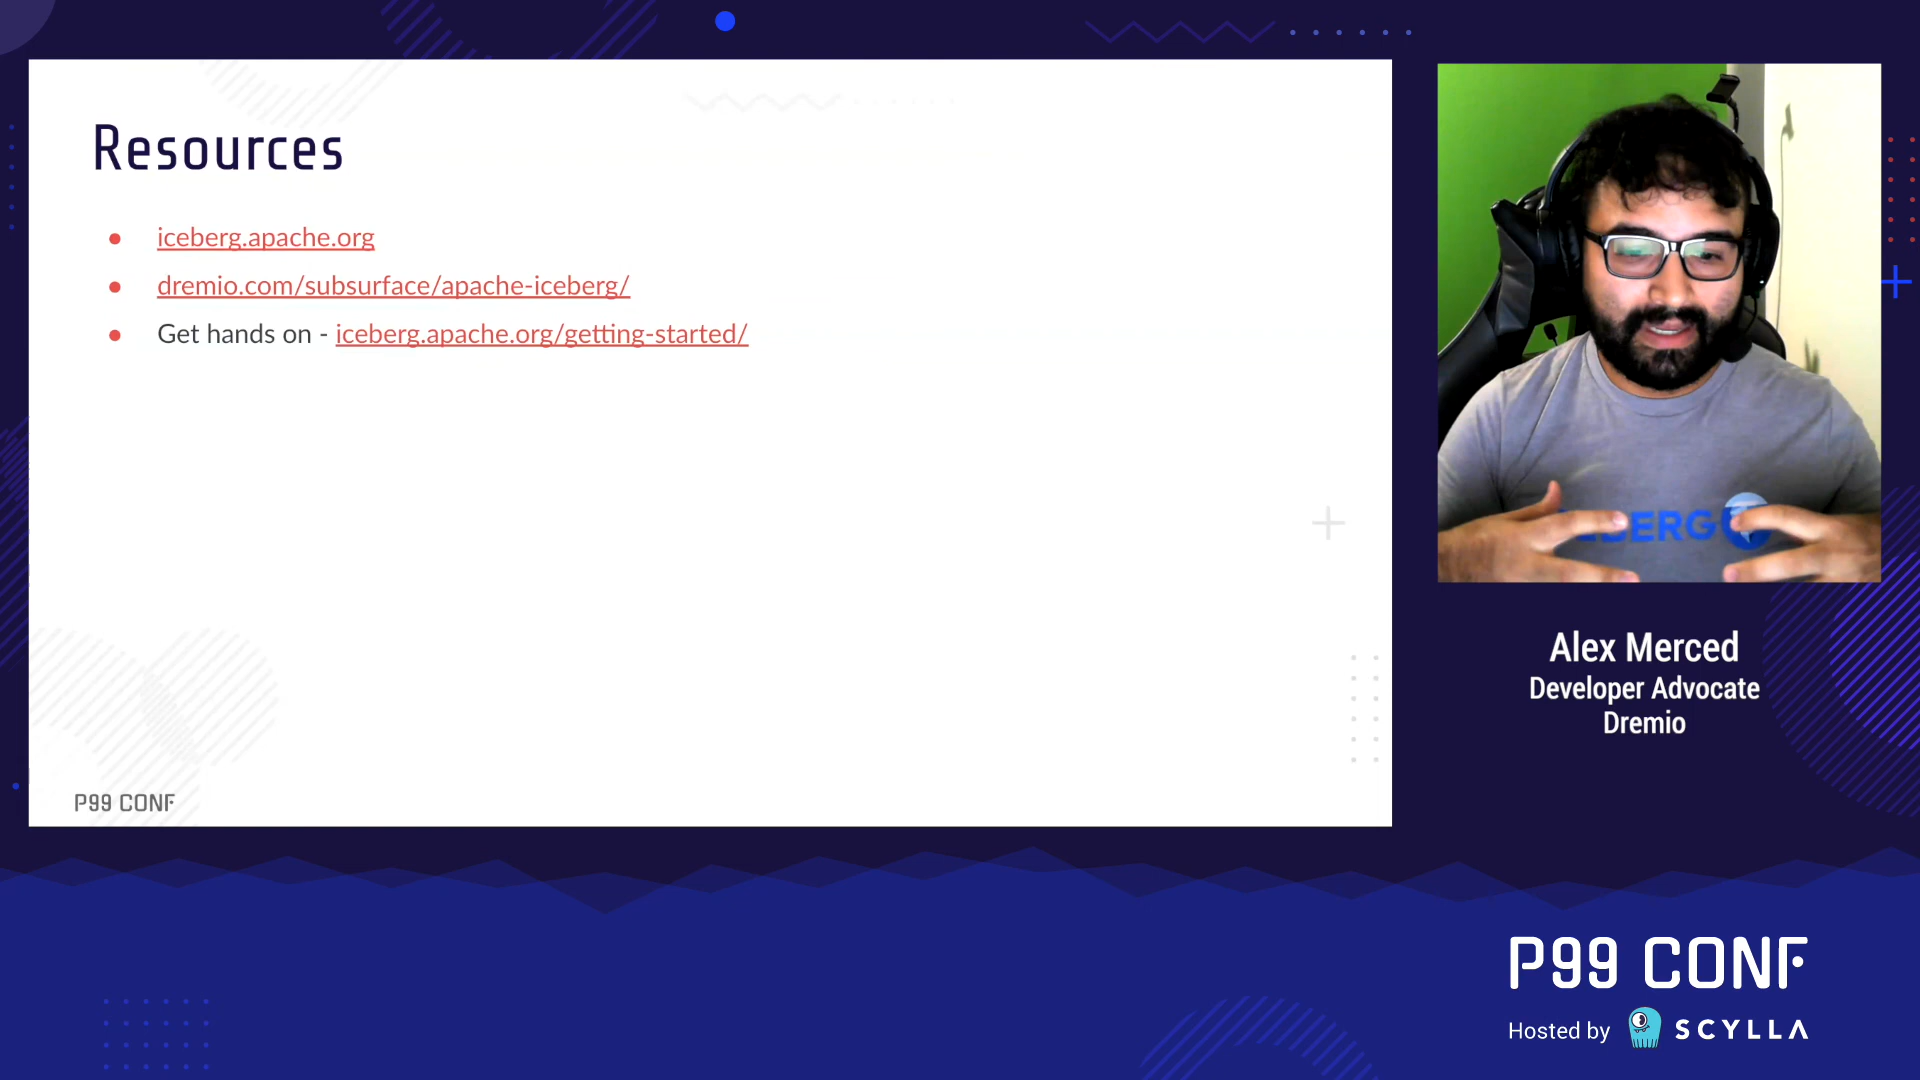 Resources
iceberg.apache.org
dremio.com/subsurface/apache-iceberg/
Get hands on - iceberg.apache.org/getting-started/
P99 CONF
Alex Merced
Developer Advocate
Dremio
P99 CONF
Hosted by SCYLLA